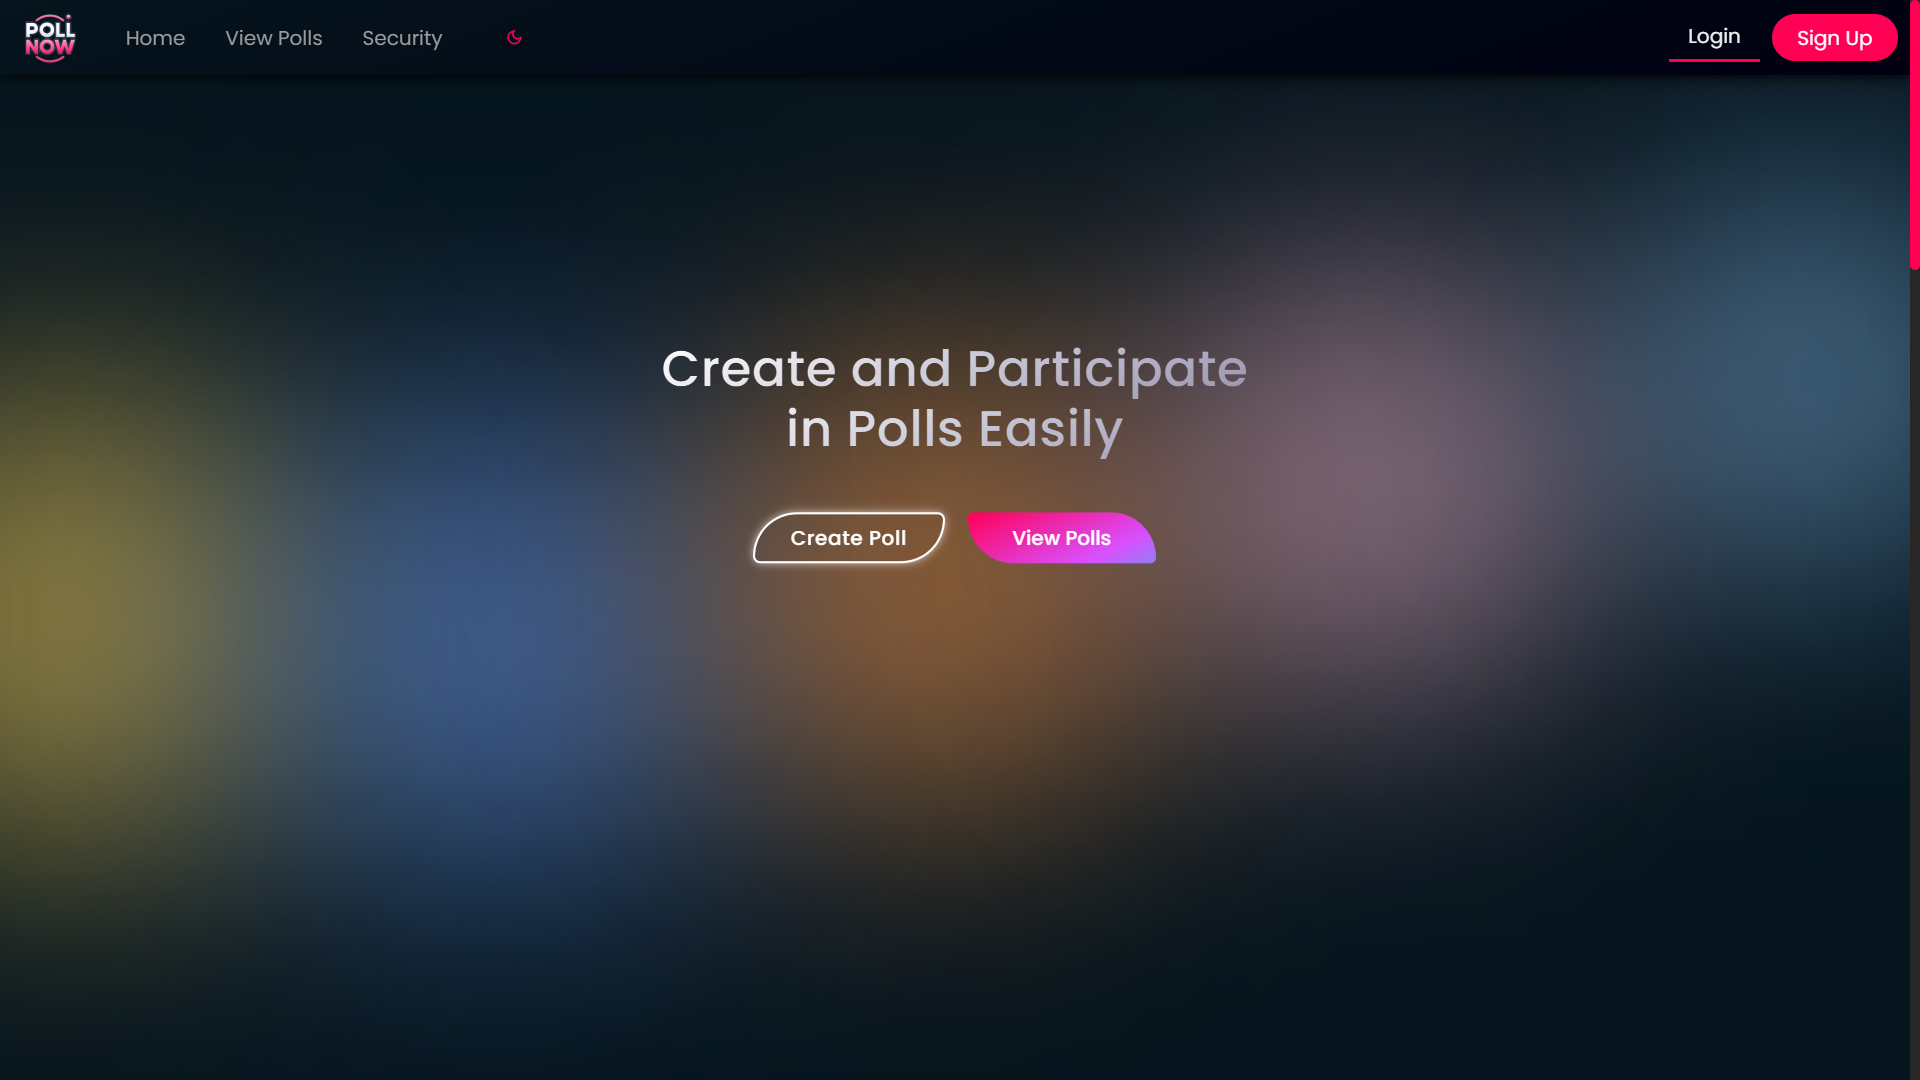 POLL
NOW
Home
View Polls
Security
Login
Sign Up
Create and Participate
in Polls Easily
Create Poll
View Polls